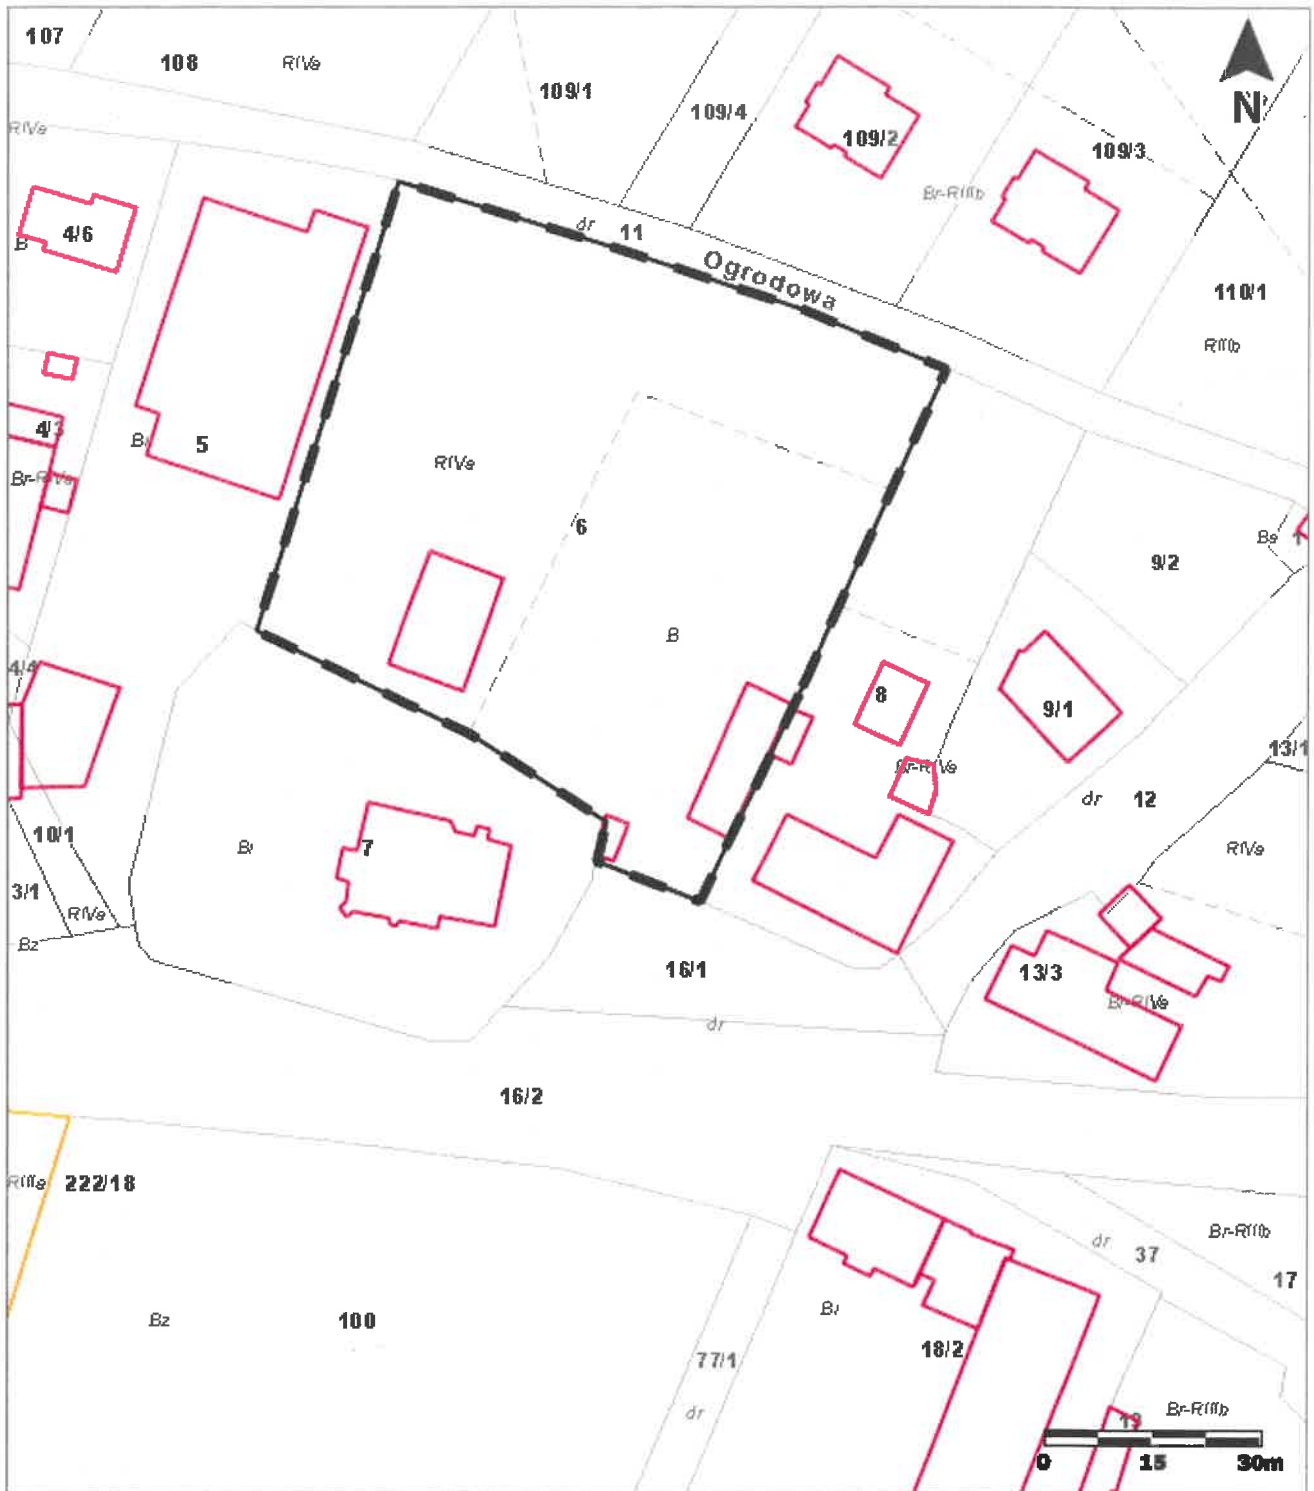 107
108
RIVa
109/1
109/4
109/2
109/3
N
RIVa
Br-RIIIb
4/6
B
dr
11
Ogrodowa
110/1
RIIIb
4/3
5
RIVa
Br-RIVa
6
9/2
B
8
4/4
9/1
Br-RIVa
13/1
dr
12
10/1
Bi
7
RIVa
3/1
RIVa
Bz
16/1
13/3
Br-RIVa
dr
16/2
RIIIa
222/18
dr
37
Br-RIIIb
17
Bz
100
Bi
18/2
77/1
dr
19
Br-RIIIb
0
15
30m